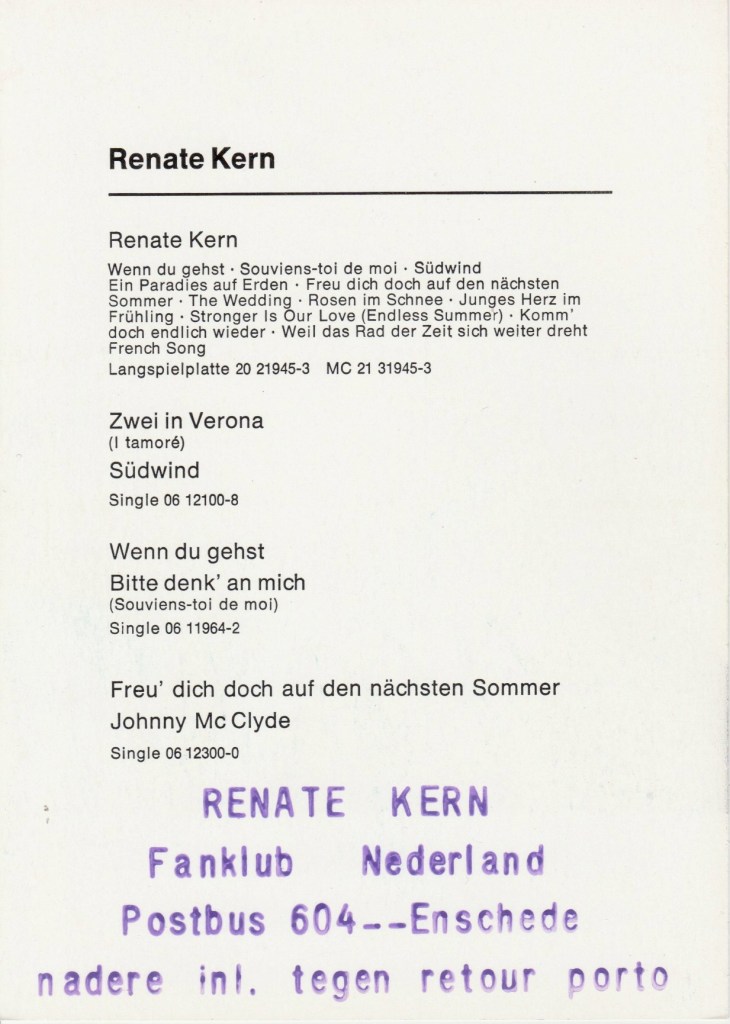 Renate Kern
Renate Kern
Wenn du gehst · Souviens-toi de moi · Südwind
Ein Paradies auf Erden · Freu dich doch auf den nächsten
Sommer · The Wedding · Rosen im Schnee · Junges Herz im
Frühling · Stronger Is Our Love (Endless Summer) · Komm'
doch endlich wieder · Weil das Rad der Zeit sich weiter dreht
French Song
Langspielplatte 20 21945-3 MC 21 31945-3
Zwei in Verona
(I tamoré)
Südwind
Single 06 12100-8
Wenn du gehst
Bitte denk' an mich
(Souviens-toi de moi)
Single 06 11964-2
Freu' dich doch auf den nächsten Sommer
Johnny Mc Clyde
Single 06 12300-0
RENATE KERN
Fanklub Nederland
Postbus 604--Enschede
nadere inl. tegen retour porto